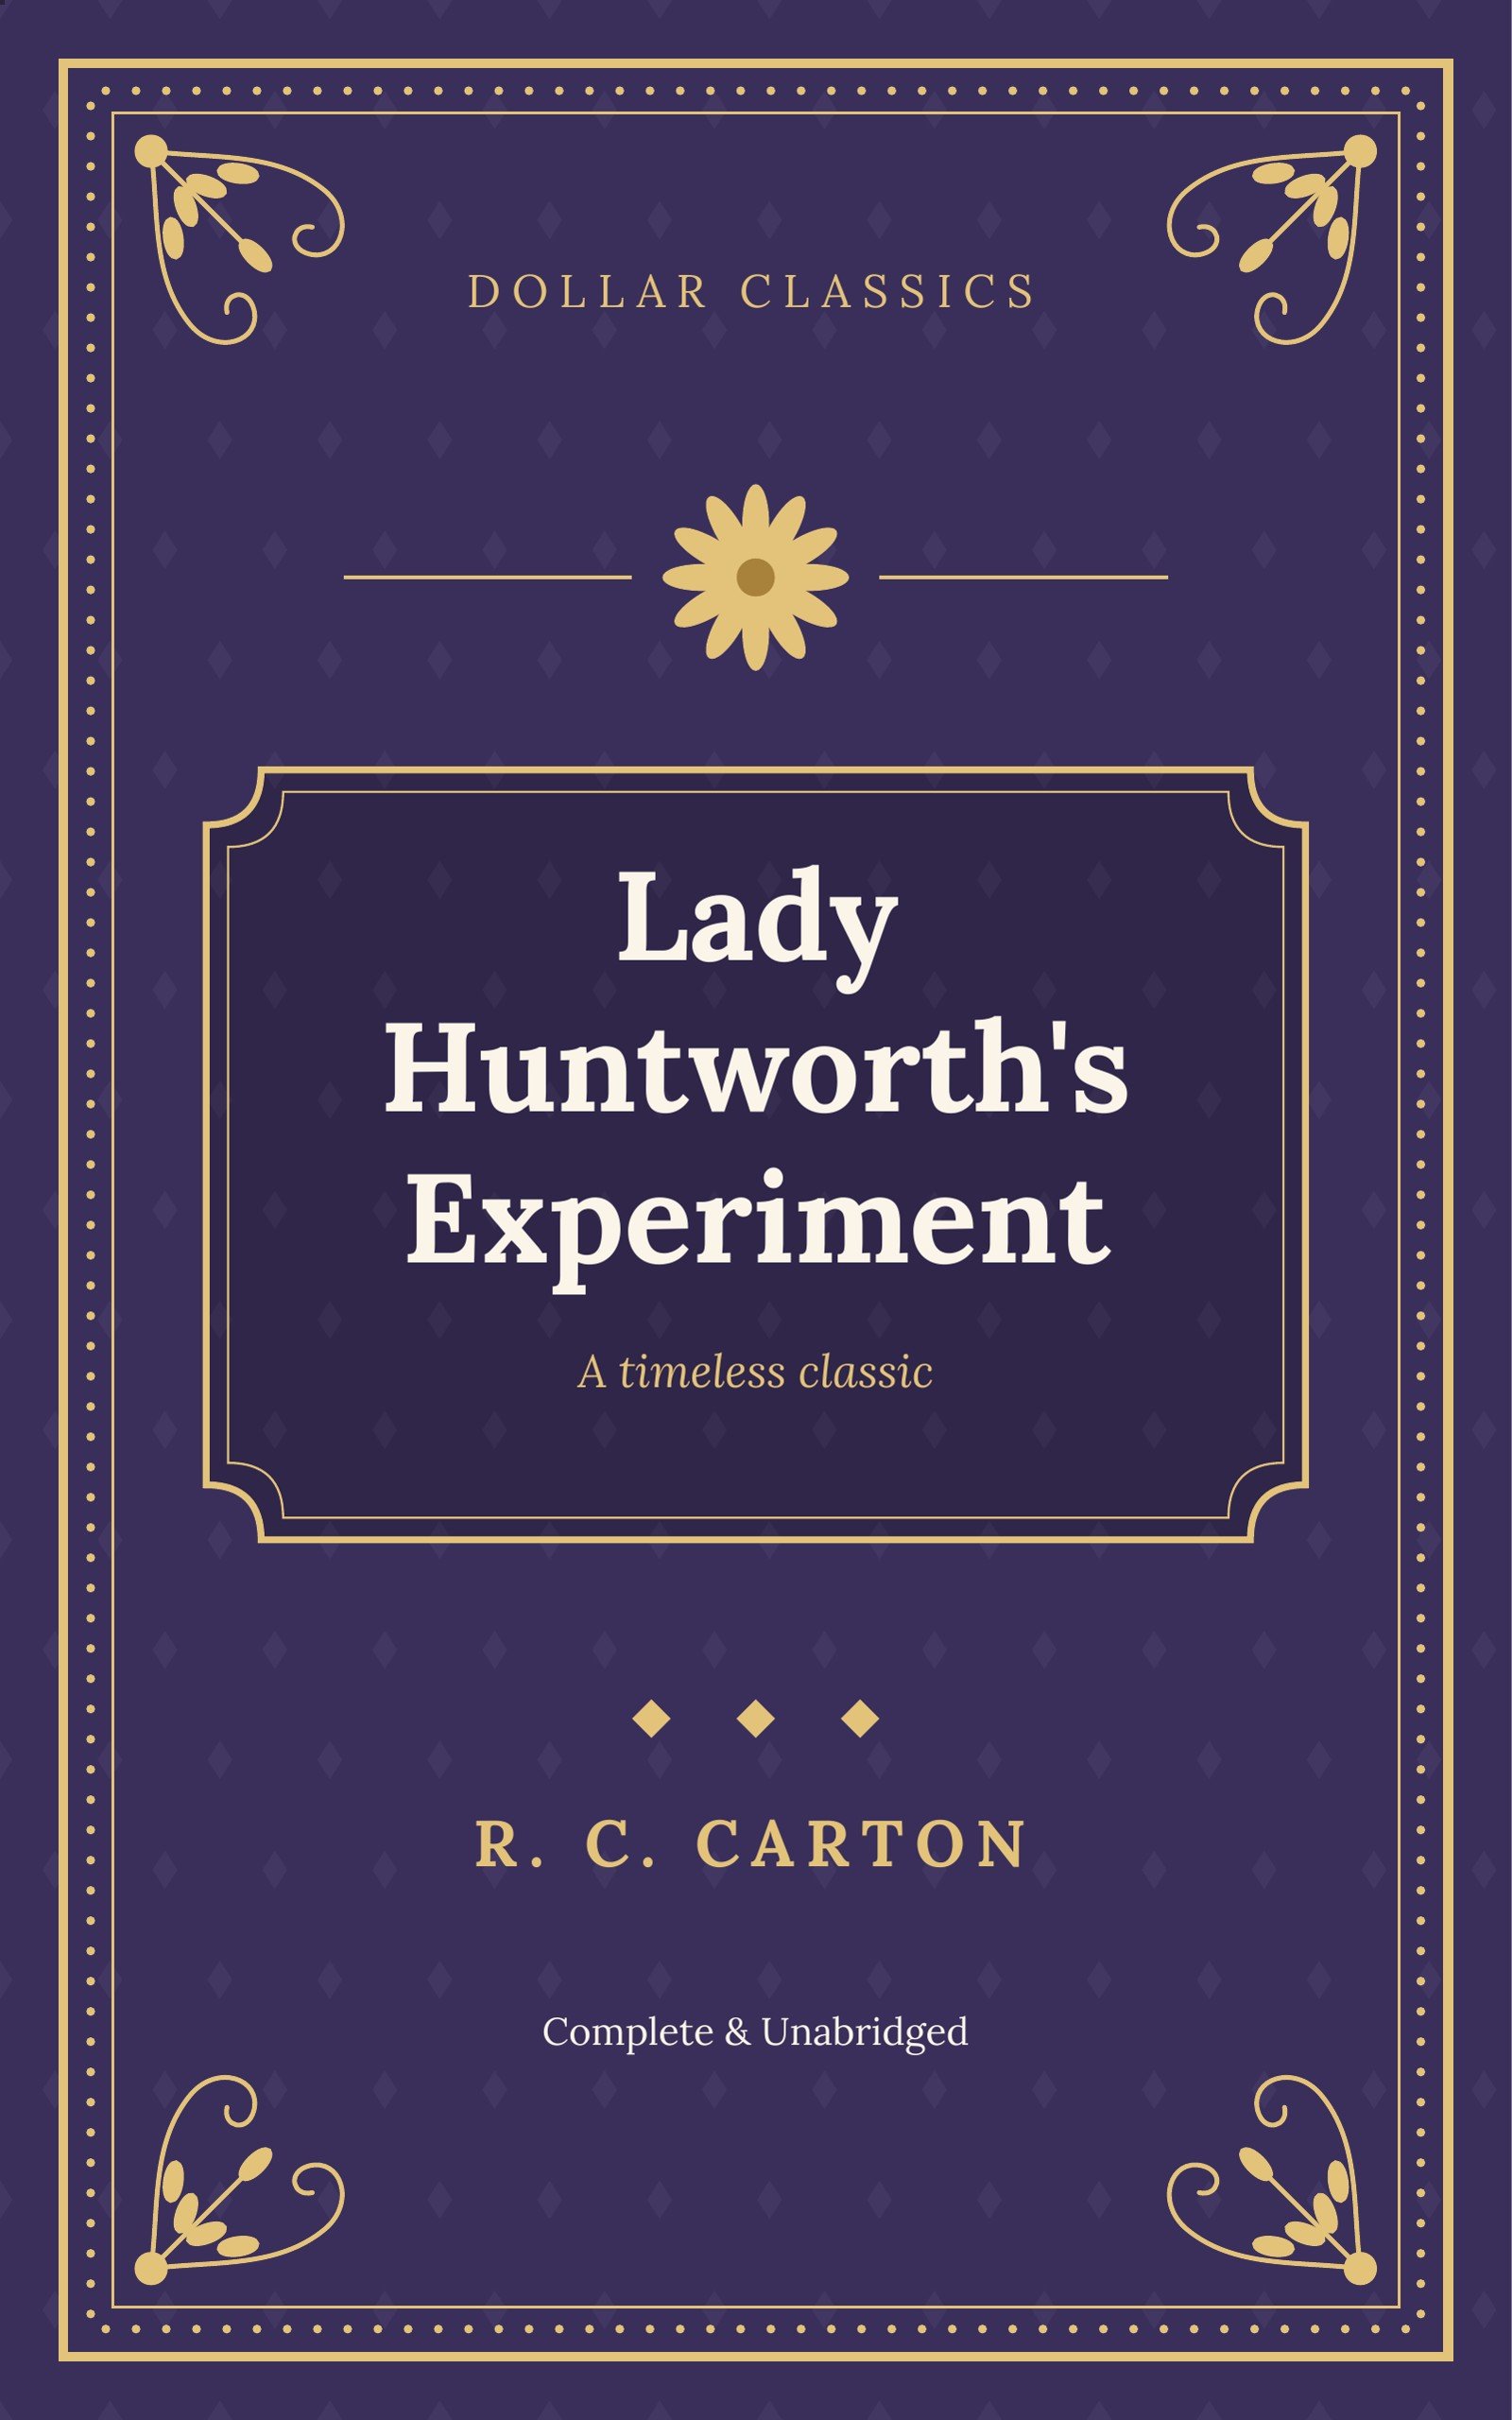 DOLLAR CLASSICS
Lady
Huntworth's
Experiment
A timeless classic
R. C. CARTON
Complete & Unabridged